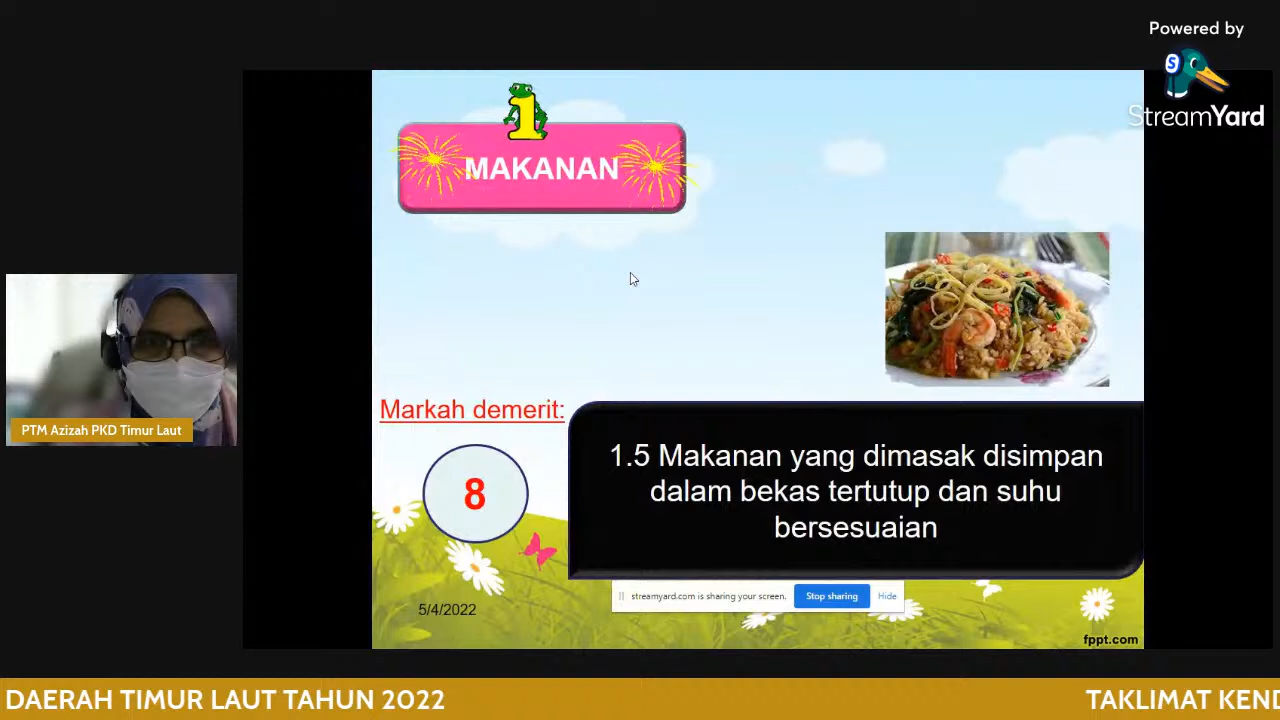 Powered by
S
StreamYard
1
MAKANAN
Markah demerit:
8
1.5 Makanan yang dimasak disimpan
dalam bekas tertutup dan suhu
bersesuaian
PTM Azizah PKD Timur Laut
streamyard.com is sharing your screen.
Stop sharing
Hide
5/4/2022
fppt.com
DAERAH TIMUR LAUT TAHUN 2022
TAKLIMAT KEND